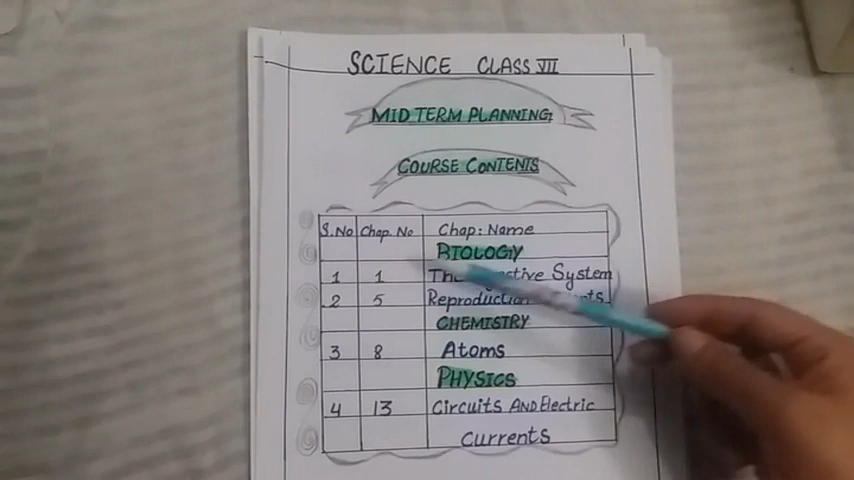 SCIENCE CLASS VII
MID TERM PLANNING:
COURSE CONTENTS
S.No Chap. No Chap: Name
BIOLOGY
1 1 The System
2 5
CHEMISTRY
3 8 Atoms
PHYSICS
4 13 Circuits AND Electric
Currents